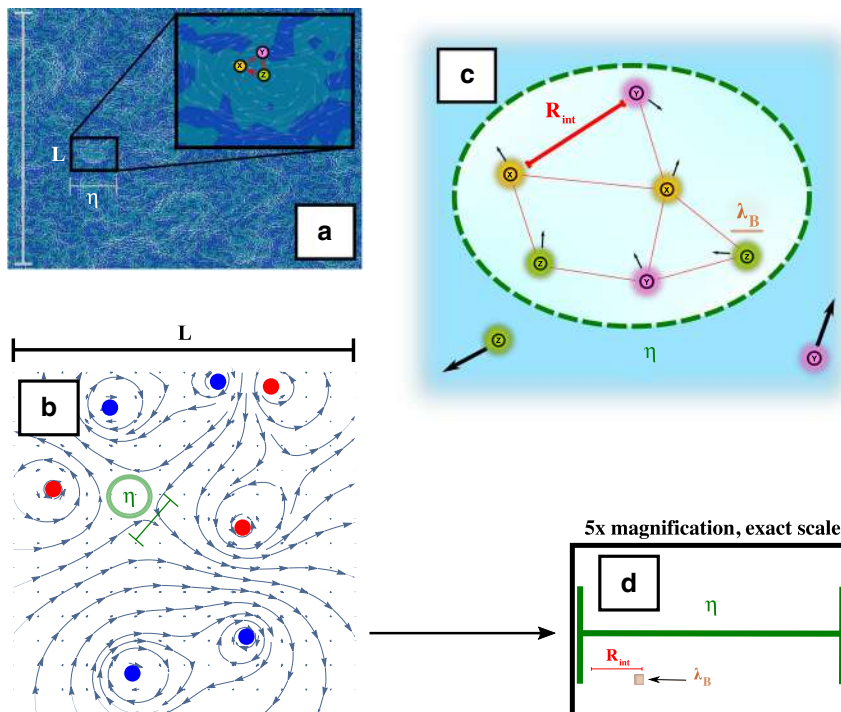 Y
X
Z
L
η
a
c
Y
R_int
X
X
λ_B
Z
Y
Z
η
Z
Y
L
b
η
5x magnification, exact scale
d
η
R_int
λ_B